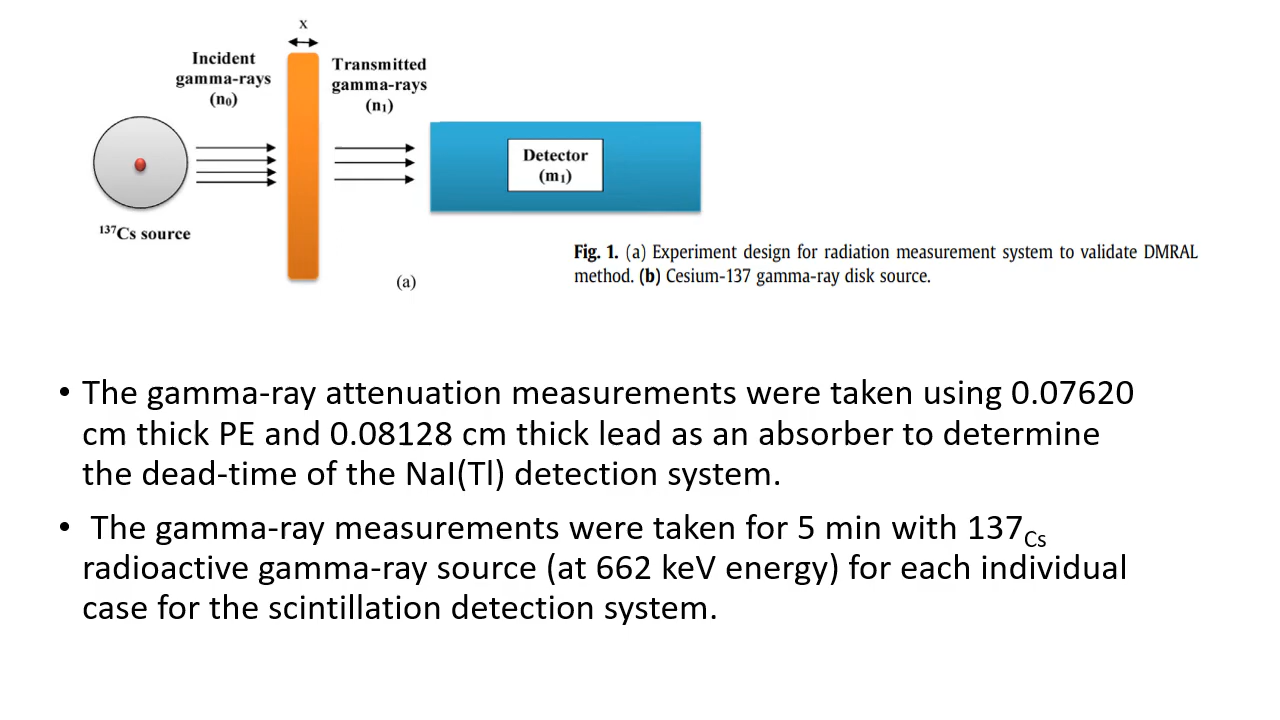 x
Incident
gamma-rays
(n₀)
Transmitted
gamma-rays
(n₁)
Detector
(m₁)
¹³⁷Cs source
(a)
Fig. 1. (a) Experiment design for radiation measurement system to validate DMRAL
method. (b) Cesium-137 gamma-ray disk source.
• The gamma-ray attenuation measurements were taken using 0.07620
cm thick PE and 0.08128 cm thick lead as an absorber to determine
the dead-time of the NaI(Tl) detection system.
• The gamma-ray measurements were taken for 5 min with 137Cs
radioactive gamma-ray source (at 662 keV energy) for each individual
case for the scintillation detection system.